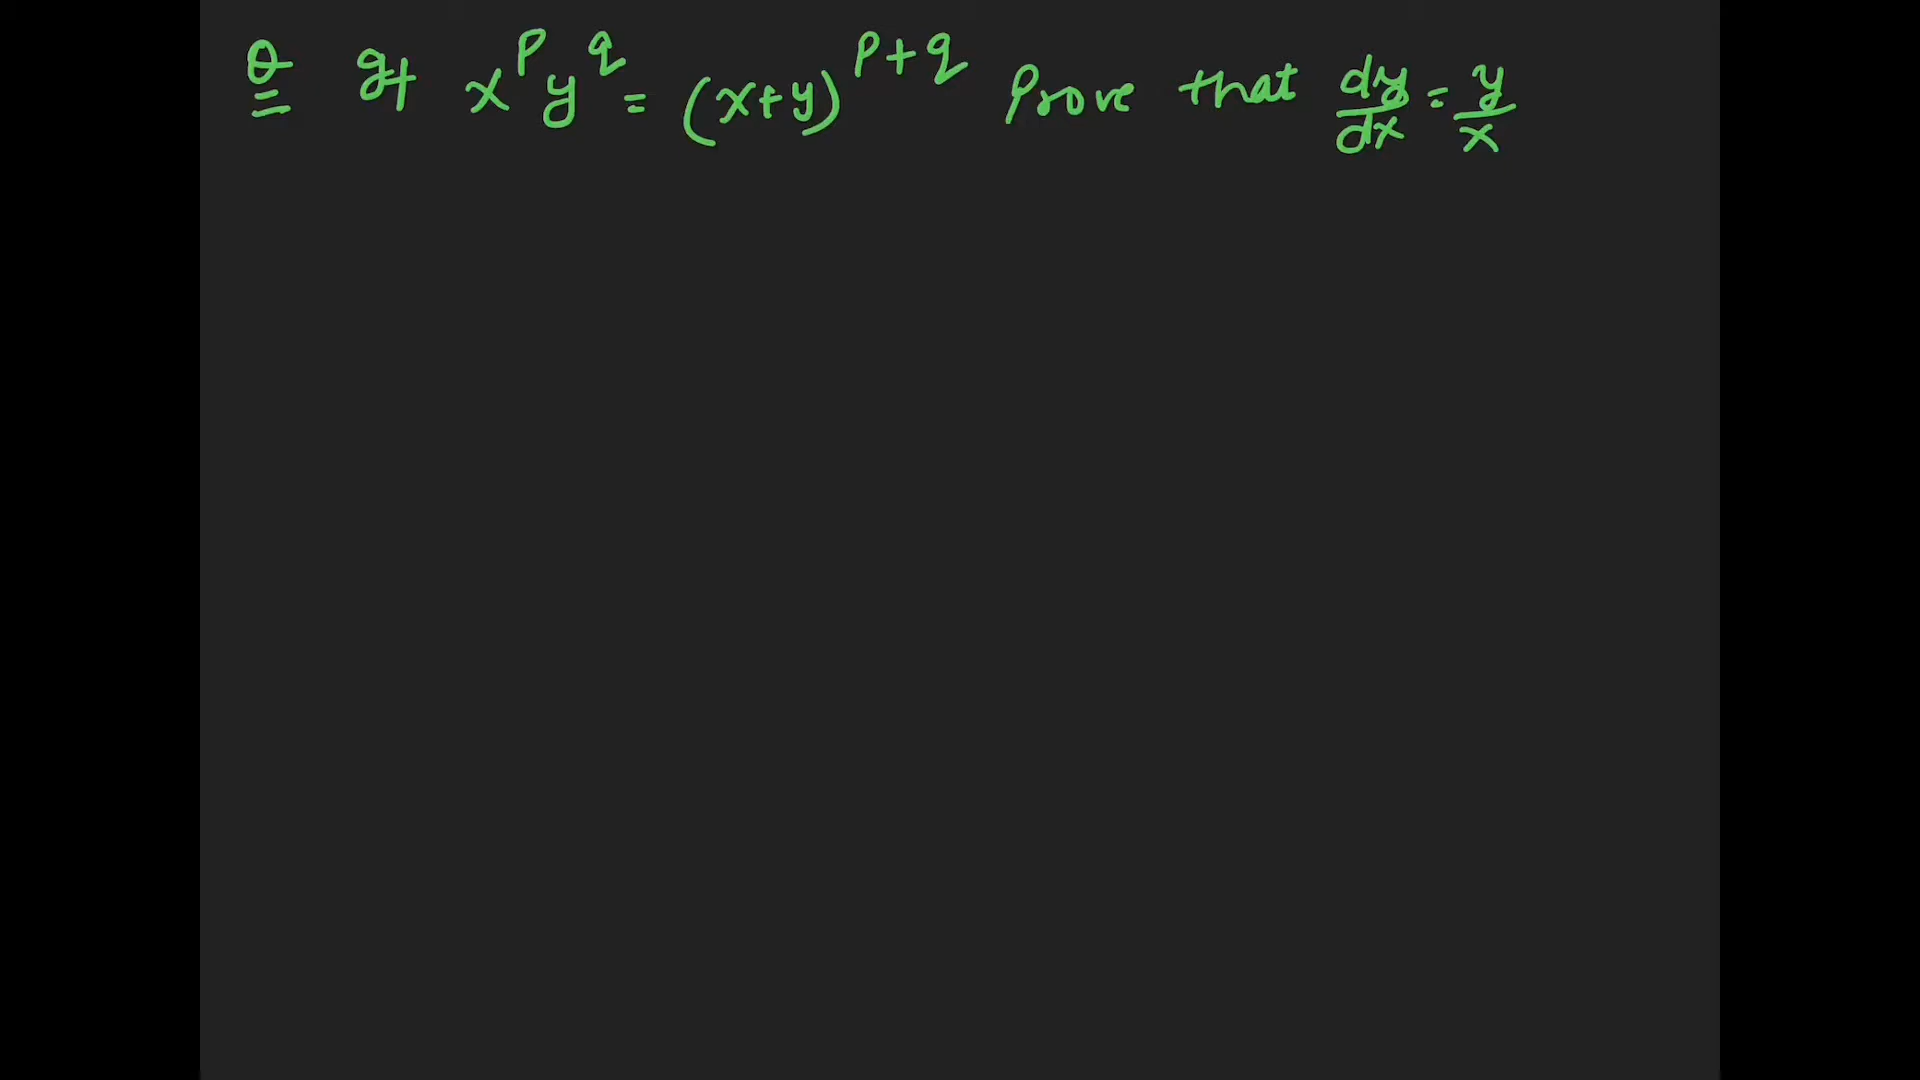 Q If x^p y^q = (x+y)^{p+q} Prove that dy/dx = y/x